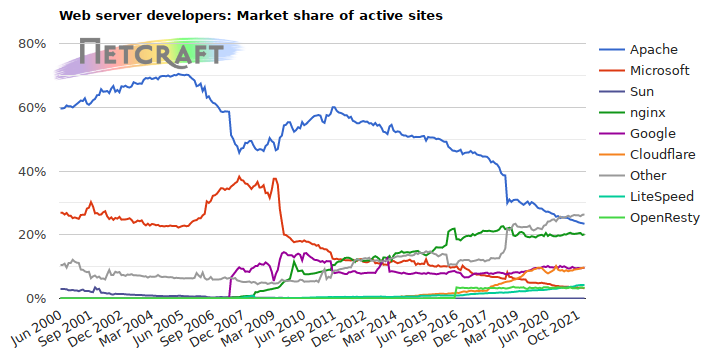 Web server developers: Market share of active sites
NETCRAFT
80%
60%
40%
20%
0%
Jun 2000
Sep 2001
Dec 2002
Mar 2004
Jun 2005
Sep 2006
Dec 2007
Mar 2009
Jun 2010
Sep 2011
Dec 2012
Mar 2014
Jun 2015
Sep 2016
Dec 2017
Mar 2019
Jun 2020
Oct 2021
Apache
Microsoft
Sun
nginx
Google
Cloudflare
Other
LiteSpeed
OpenResty